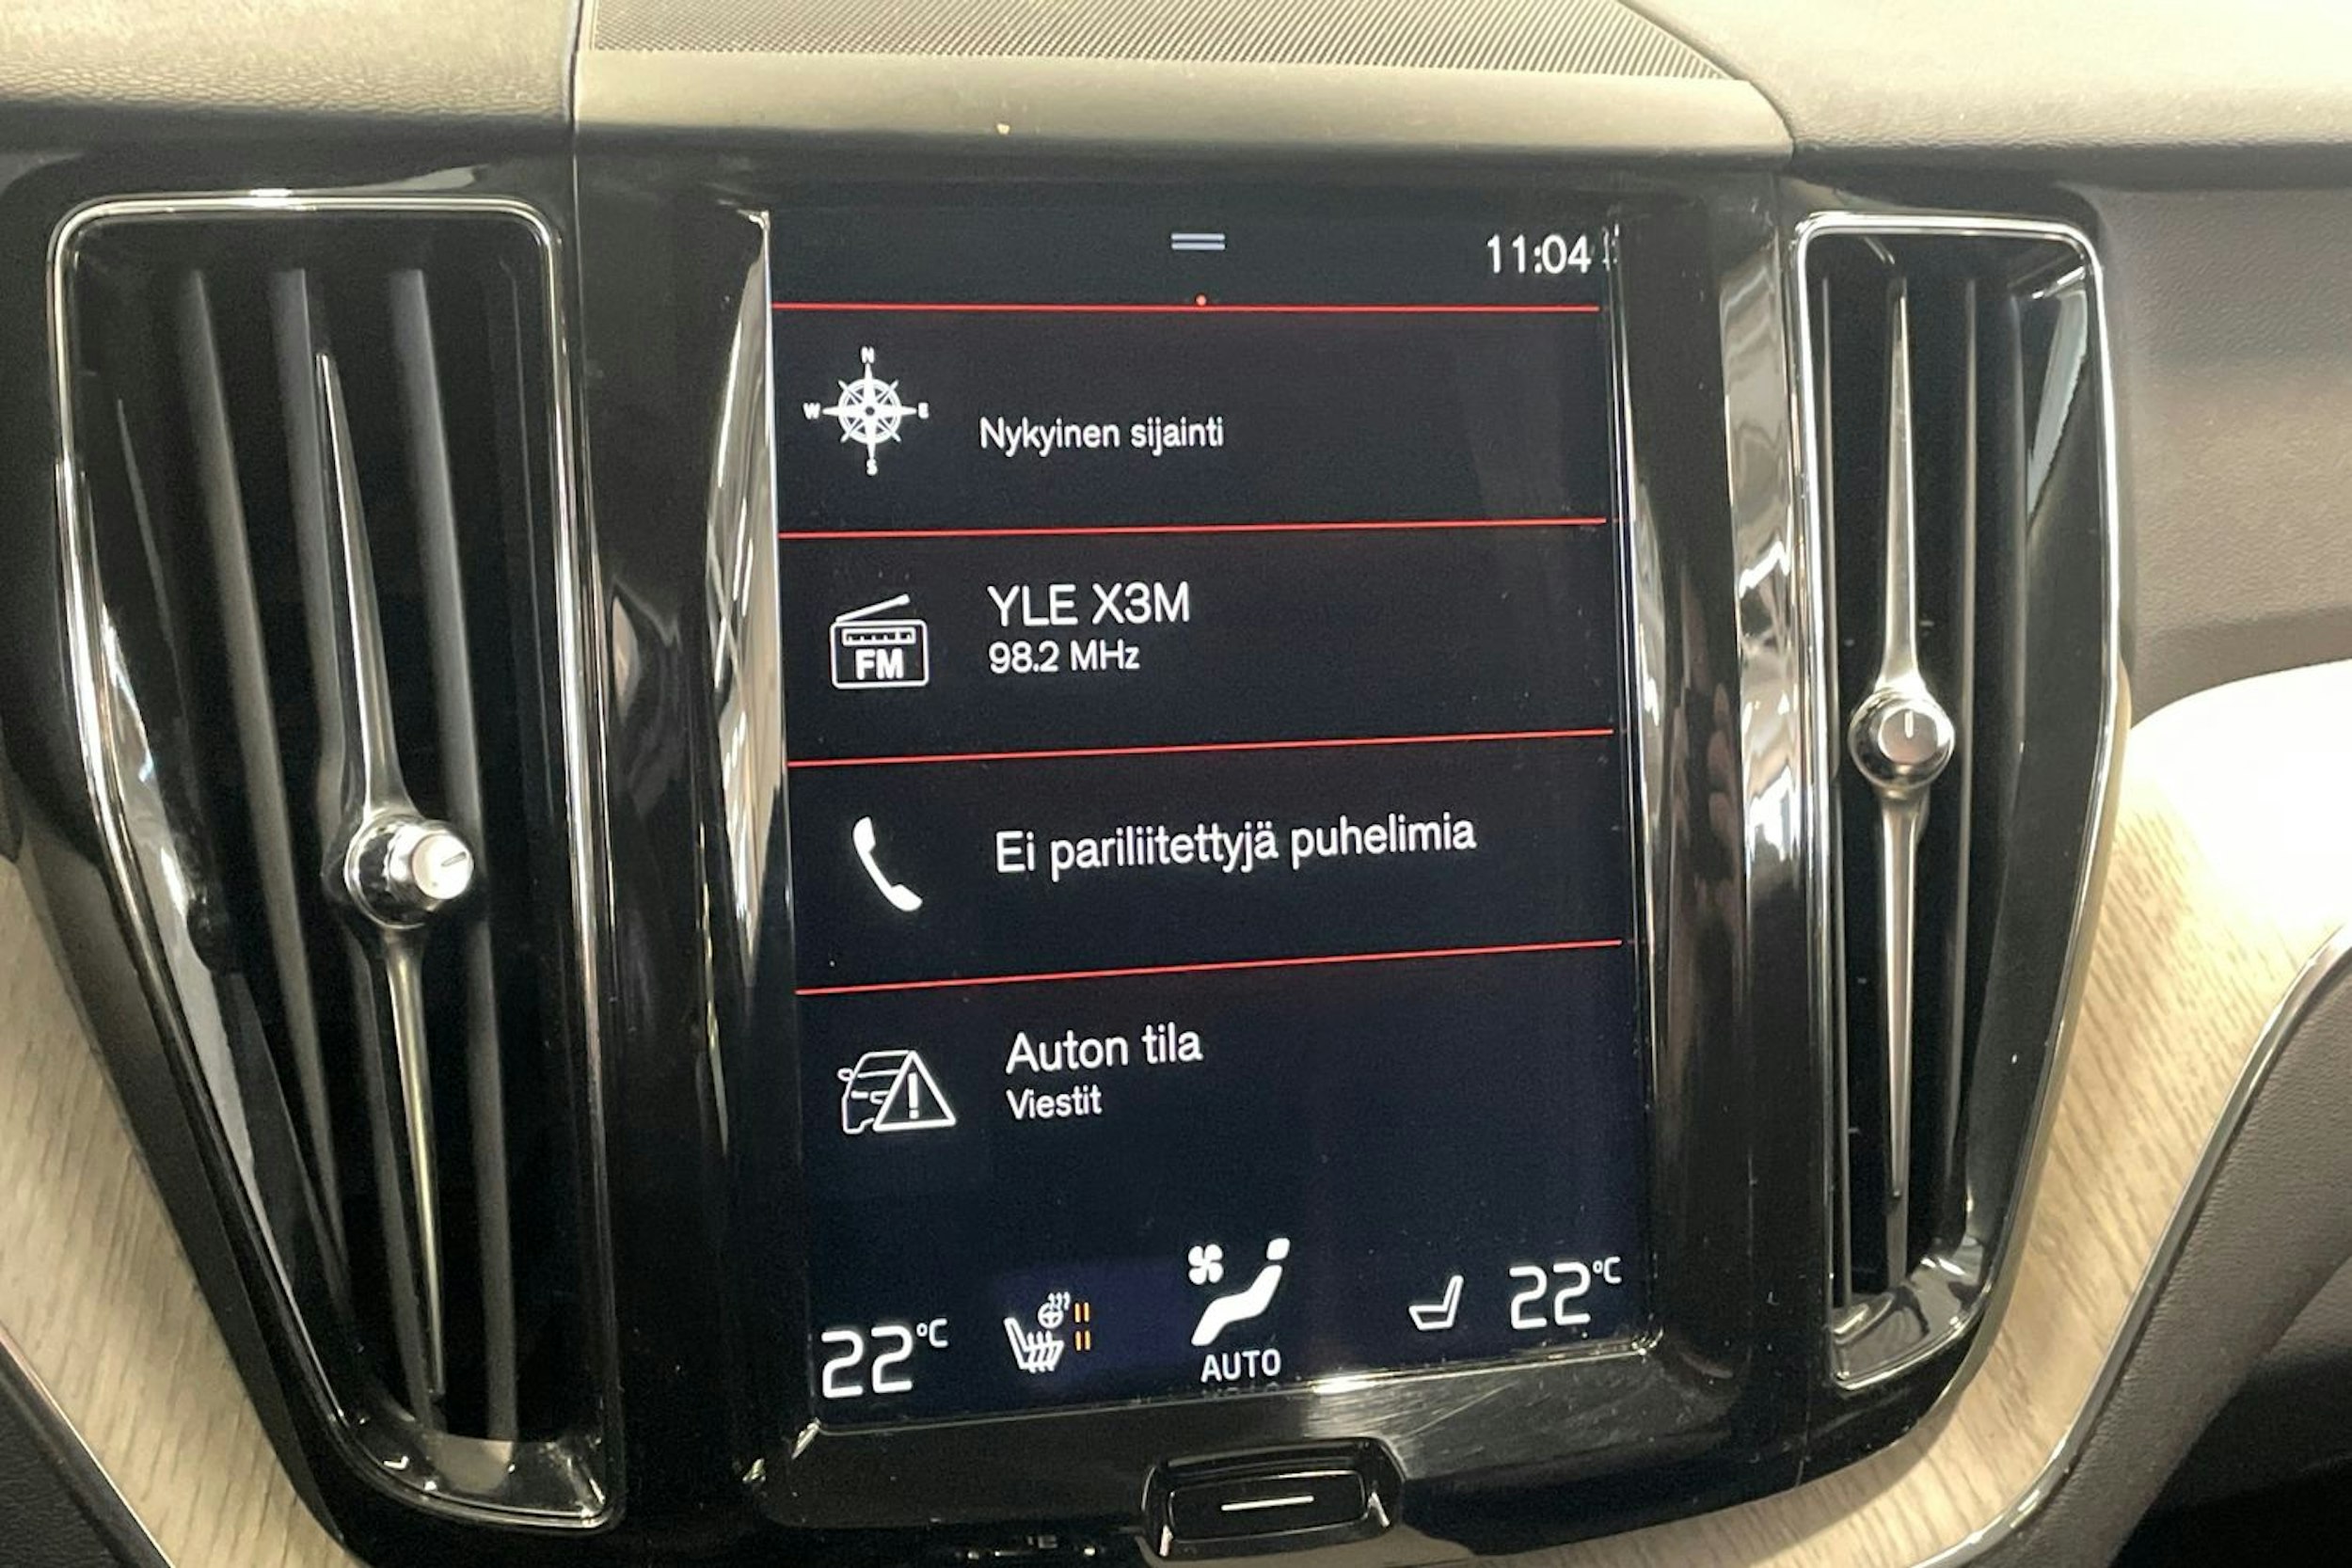 11:04
N
W E
S
Nykyinen sijainti
YLE X3M
98.2 MHz
FM
Ei pariliitettyjä puhelimia
Auton tila
Viestit
22°C
22°C
AUTO